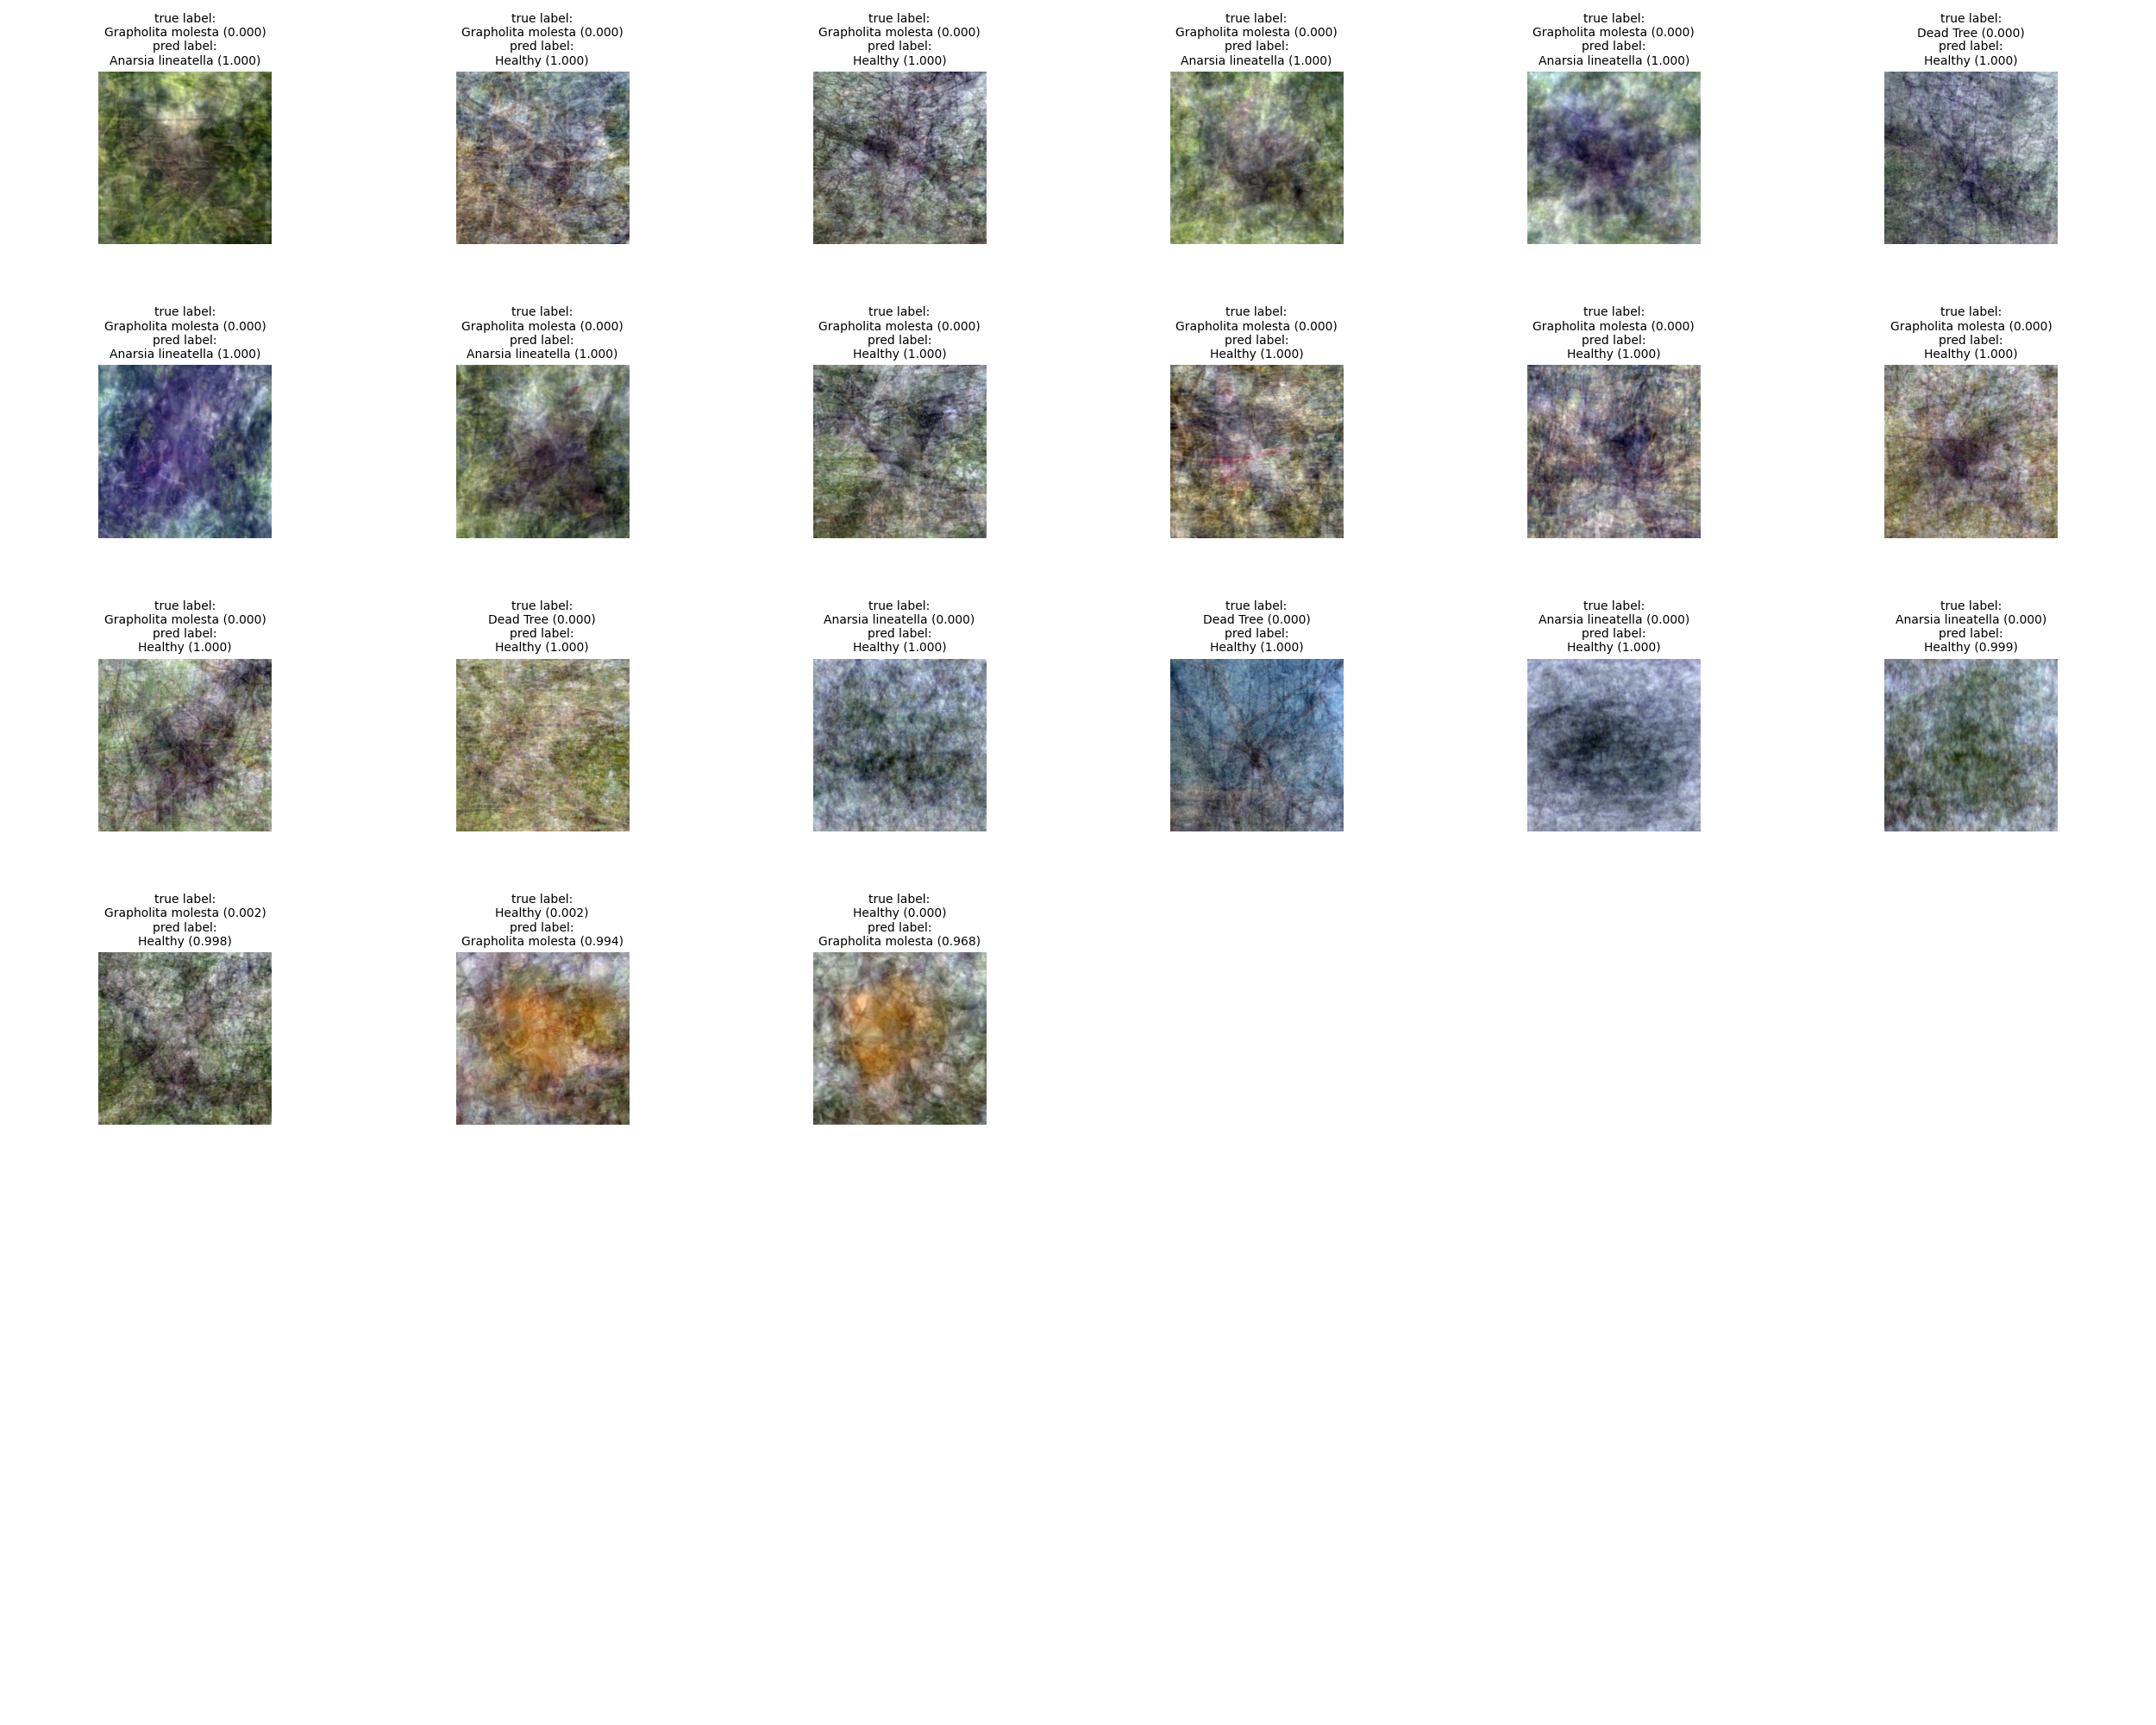 true label:
Grapholita molesta (0.000)
pred label:
Anarsia lineatella (1.000)
true label:
Grapholita molesta (0.000)
pred label:
Healthy (1.000)
true label:
Grapholita molesta (0.000)
pred label:
Healthy (1.000)
true label:
Grapholita molesta (0.000)
pred label:
Anarsia lineatella (1.000)
true label:
Grapholita molesta (0.000)
pred label:
Anarsia lineatella (1.000)
true label:
Dead Tree (0.000)
pred label:
Healthy (1.000)
true label:
Grapholita molesta (0.000)
pred label:
Anarsia lineatella (1.000)
true label:
Grapholita molesta (0.000)
pred label:
Anarsia lineatella (1.000)
true label:
Grapholita molesta (0.000)
pred label:
Healthy (1.000)
true label:
Grapholita molesta (0.000)
pred label:
Healthy (1.000)
true label:
Grapholita molesta (0.000)
pred label:
Healthy (1.000)
true label:
Grapholita molesta (0.000)
pred label:
Healthy (1.000)
true label:
Grapholita molesta (0.000)
pred label:
Healthy (1.000)
true label:
Dead Tree (0.000)
pred label:
Healthy (1.000)
true label:
Anarsia lineatella (0.000)
pred label:
Healthy (1.000)
true label:
Dead Tree (0.000)
pred label:
Healthy (1.000)
true label:
Anarsia lineatella (0.000)
pred label:
Healthy (1.000)
true label:
Anarsia lineatella (0.000)
pred label:
Healthy (0.999)
true label:
Grapholita molesta (0.002)
pred label:
Healthy (0.998)
true label:
Healthy (0.002)
pred label:
Grapholita molesta (0.994)
true label:
Healthy (0.000)
pred label:
Grapholita molesta (0.968)